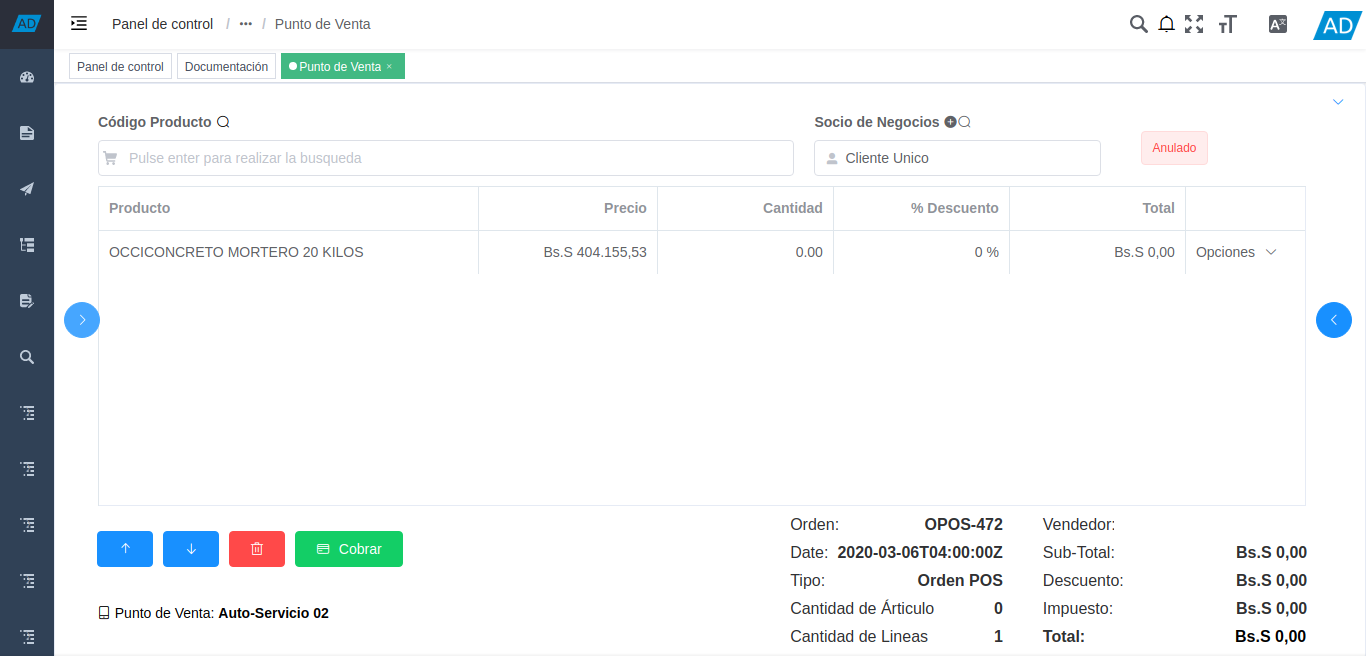 AD
Panel de control / ··· / Punto de Venta
AD
Panel de control
Documentación
Punto de Venta ×
Código Producto
Socio de Negocios
Pulse enter para realizar la busqueda
Cliente Unico
Anulado
Producto Precio Cantidad % Descuento Total
OCCICONCRETO MORTERO 20 KILOS Bs.S 404.155,53 0.00 0 % Bs.S 0,00 Opciones
Cobrar
Punto de Venta: Auto-Servicio 02
Orden: OPOS-472
Date: 2020-03-06T04:00:00Z
Tipo: Orden POS
Cantidad de Árticulo 0
Cantidad de Lineas 1
Vendedor:
Sub-Total: Bs.S 0,00
Descuento: Bs.S 0,00
Impuesto: Bs.S 0,00
Total: Bs.S 0,00